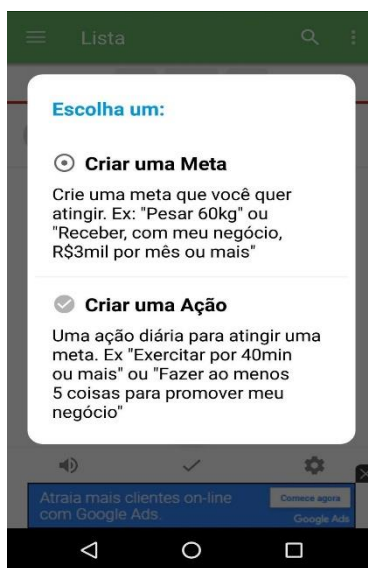 Lista
Escolha um:
Criar uma Meta
Crie uma meta que você quer
atingir. Ex: "Pesar 60kg" ou
"Receber, com meu negócio,
R$3mil por mês ou mais"
Criar uma Ação
Uma ação diária para atingir uma
meta. Ex "Exercitar por 40min
ou mais" ou "Fazer ao menos
5 coisas para promover meu
negócio"
Atraia mais clientes on-line
com Google Ads.
Comece agora
Google Ads